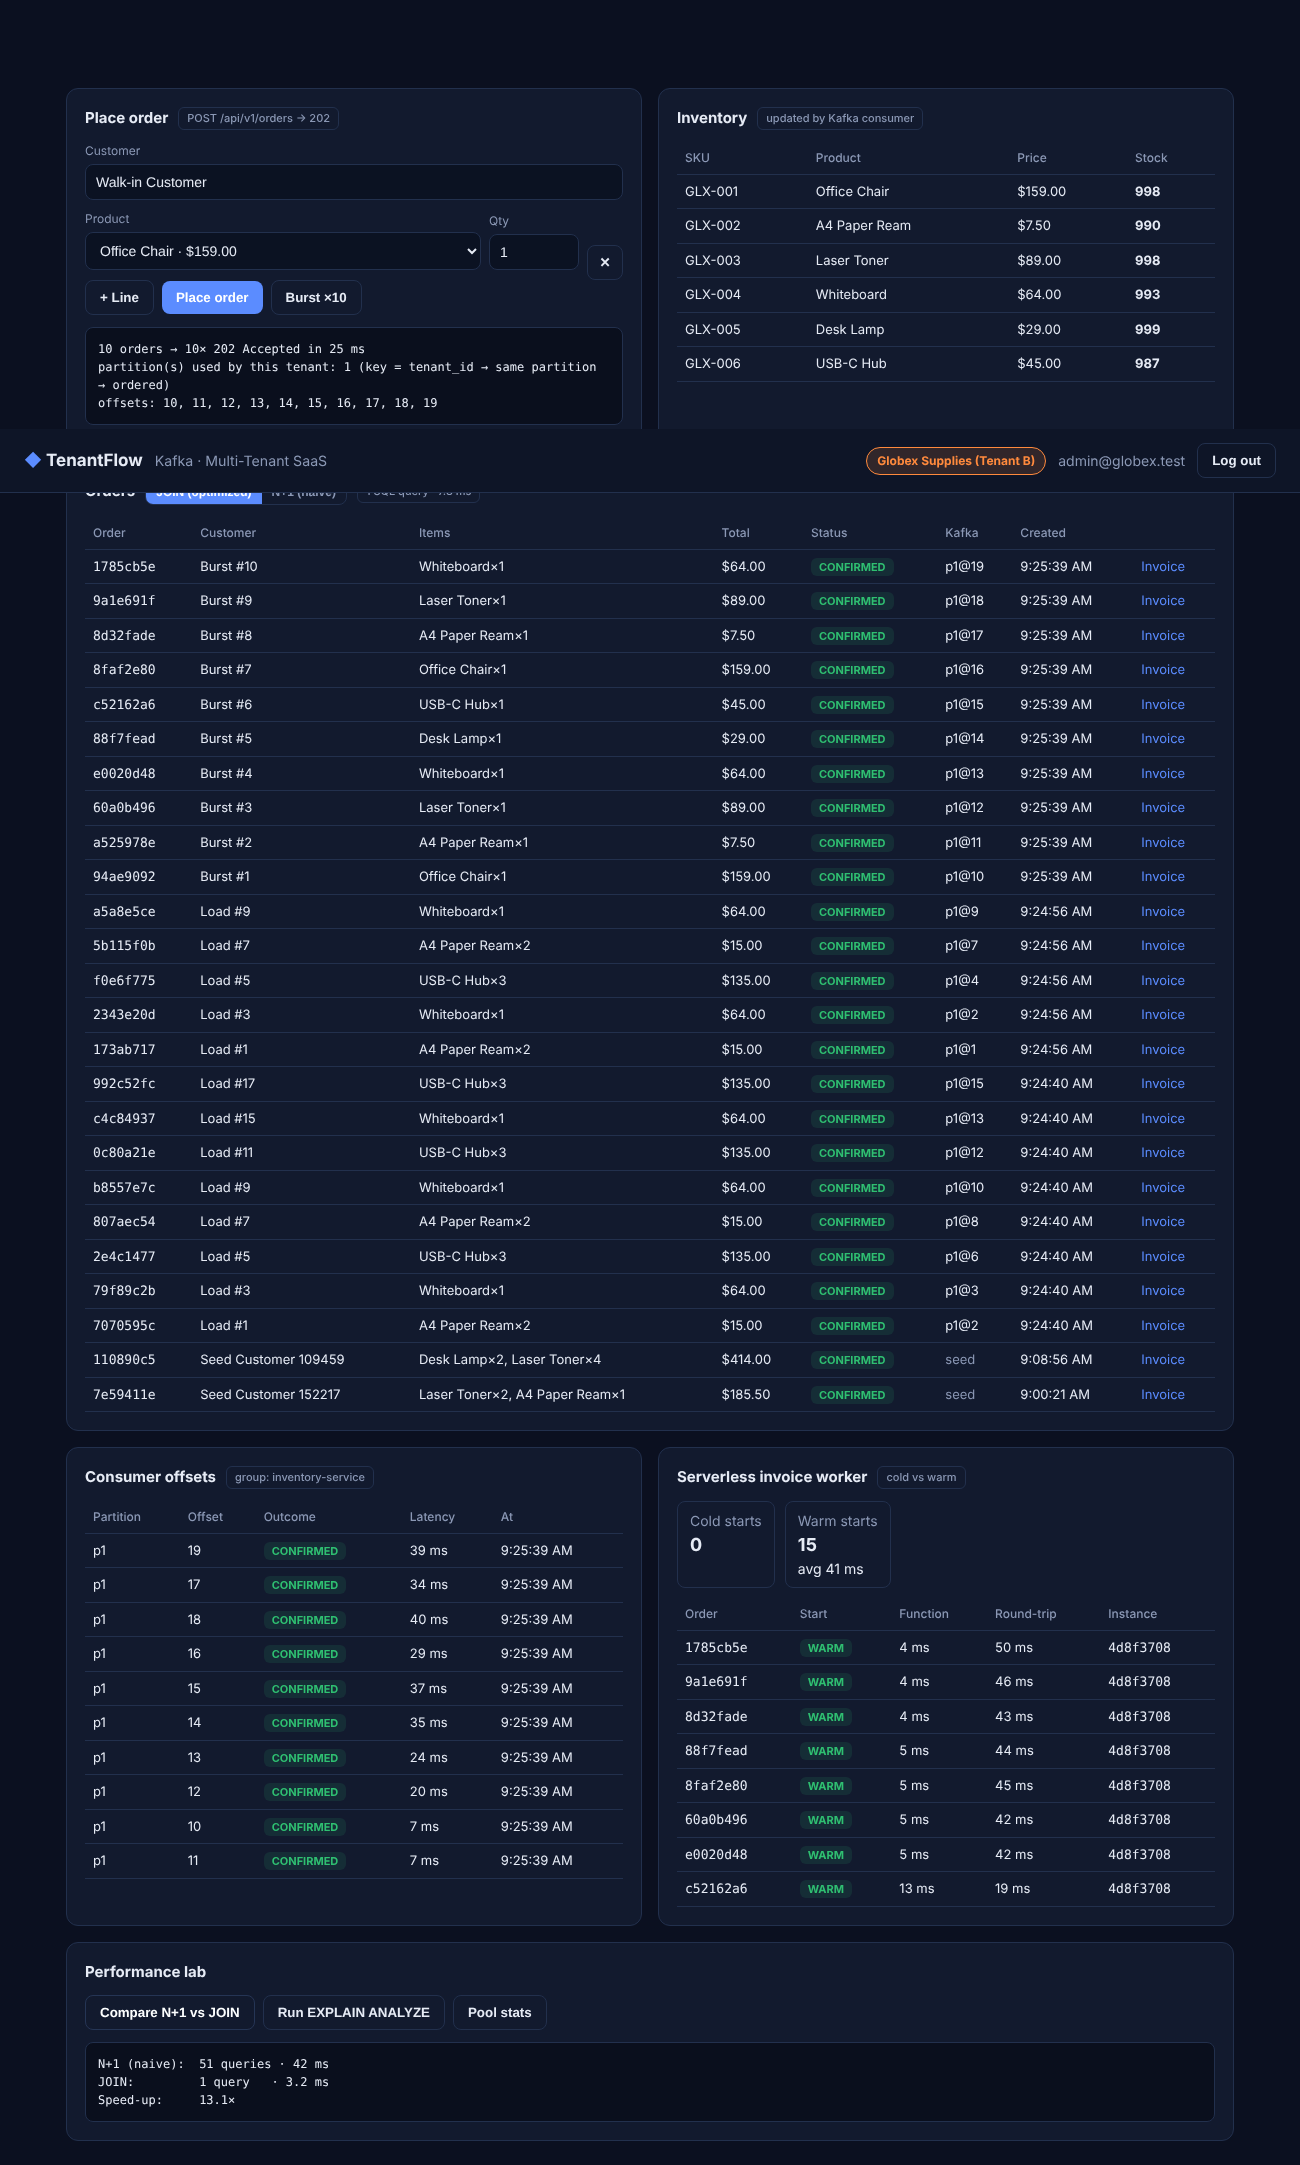 Place order POST /api/v1/orders → 202
Customer
Walk-in Customer
Product Qty
Office Chair · $159.00 1 ×
+ Line Place order Burst ×10
10 orders → 10× 202 Accepted in 25 ms
partition(s) used by this tenant: 1 (key = tenant_id → same partition
→ ordered)
offsets: 10, 11, 12, 13, 14, 15, 16, 17, 18, 19
Inventory updated by Kafka consumer
SKU Product Price Stock
GLX-001 Office Chair $159.00 998
GLX-002 A4 Paper Ream $7.50 990
GLX-003 Laser Toner $89.00 998
GLX-004 Whiteboard $64.00 993
GLX-005 Desk Lamp $29.00 999
GLX-006 USB-C Hub $45.00 987
TenantFlow Kafka · Multi-Tenant SaaS Globex Supplies (Tenant B) admin@globex.test Log out
Orders JOIN (optimized) N+1 (naive)
Order Customer Items Total Status Kafka Created
1785cb5e Burst #10 Whiteboard×1 $64.00 CONFIRMED p1@19 9:25:39 AM Invoice
9a1e691f Burst #9 Laser Toner×1 $89.00 CONFIRMED p1@18 9:25:39 AM Invoice
8d32fade Burst #8 A4 Paper Ream×1 $7.50 CONFIRMED p1@17 9:25:39 AM Invoice
8faf2e80 Burst #7 Office Chair×1 $159.00 CONFIRMED p1@16 9:25:39 AM Invoice
c52162a6 Burst #6 USB-C Hub×1 $45.00 CONFIRMED p1@15 9:25:39 AM Invoice
88f7fead Burst #5 Desk Lamp×1 $29.00 CONFIRMED p1@14 9:25:39 AM Invoice
e0020d48 Burst #4 Whiteboard×1 $64.00 CONFIRMED p1@13 9:25:39 AM Invoice
60a0b496 Burst #3 Laser Toner×1 $89.00 CONFIRMED p1@12 9:25:39 AM Invoice
a525978e Burst #2 A4 Paper Ream×1 $7.50 CONFIRMED p1@11 9:25:39 AM Invoice
94ae9092 Burst #1 Office Chair×1 $159.00 CONFIRMED p1@10 9:25:39 AM Invoice
a5a8e5ce Load #9 Whiteboard×1 $64.00 CONFIRMED p1@9 9:24:56 AM Invoice
5b115f0b Load #7 A4 Paper Ream×2 $15.00 CONFIRMED p1@7 9:24:56 AM Invoice
f0e6f775 Load #5 USB-C Hub×3 $135.00 CONFIRMED p1@4 9:24:56 AM Invoice
2343e20d Load #3 Whiteboard×1 $64.00 CONFIRMED p1@2 9:24:56 AM Invoice
173ab717 Load #1 A4 Paper Ream×2 $15.00 CONFIRMED p1@1 9:24:56 AM Invoice
992c52fc Load #17 USB-C Hub×3 $135.00 CONFIRMED p1@15 9:24:40 AM Invoice
c4c84937 Load #15 Whiteboard×1 $64.00 CONFIRMED p1@13 9:24:40 AM Invoice
0c80a21e Load #11 USB-C Hub×3 $135.00 CONFIRMED p1@12 9:24:40 AM Invoice
b8557e7c Load #9 Whiteboard×1 $64.00 CONFIRMED p1@10 9:24:40 AM Invoice
807aec54 Load #7 A4 Paper Ream×2 $15.00 CONFIRMED p1@8 9:24:40 AM Invoice
2e4c1477 Load #5 USB-C Hub×3 $135.00 CONFIRMED p1@6 9:24:40 AM Invoice
79f89c2b Load #3 Whiteboard×1 $64.00 CONFIRMED p1@3 9:24:40 AM Invoice
7070595c Load #1 A4 Paper Ream×2 $15.00 CONFIRMED p1@2 9:24:40 AM Invoice
110890c5 Seed Customer 109459 Desk Lamp×2, Laser Toner×4 $414.00 CONFIRMED seed 9:08:56 AM Invoice
7e59411e Seed Customer 152217 Laser Toner×2, A4 Paper Ream×1 $185.50 CONFIRMED seed 9:00:21 AM Invoice
Consumer offsets group: inventory-service
Partition Offset Outcome Latency At
p1 19 CONFIRMED 39 ms 9:25:39 AM
p1 17 CONFIRMED 34 ms 9:25:39 AM
p1 18 CONFIRMED 40 ms 9:25:39 AM
p1 16 CONFIRMED 29 ms 9:25:39 AM
p1 15 CONFIRMED 37 ms 9:25:39 AM
p1 14 CONFIRMED 35 ms 9:25:39 AM
p1 13 CONFIRMED 24 ms 9:25:39 AM
p1 12 CONFIRMED 20 ms 9:25:39 AM
p1 10 CONFIRMED 7 ms 9:25:39 AM
p1 11 CONFIRMED 7 ms 9:25:39 AM
Serverless invoice worker cold vs warm
Cold starts Warm starts
0 15
avg 41 ms
Order Start Function Round-trip Instance
1785cb5e WARM 4 ms 50 ms 4d8f3708
9a1e691f WARM 4 ms 46 ms 4d8f3708
8d32fade WARM 4 ms 43 ms 4d8f3708
88f7fead WARM 5 ms 44 ms 4d8f3708
8faf2e80 WARM 5 ms 45 ms 4d8f3708
60a0b496 WARM 5 ms 42 ms 4d8f3708
e0020d48 WARM 5 ms 42 ms 4d8f3708
c52162a6 WARM 13 ms 19 ms 4d8f3708
Performance lab
Compare N+1 vs JOIN Run EXPLAIN ANALYZE Pool stats
N+1 (naive): 51 queries · 42 ms
JOIN: 1 query · 3.2 ms
Speed-up: 13.1×